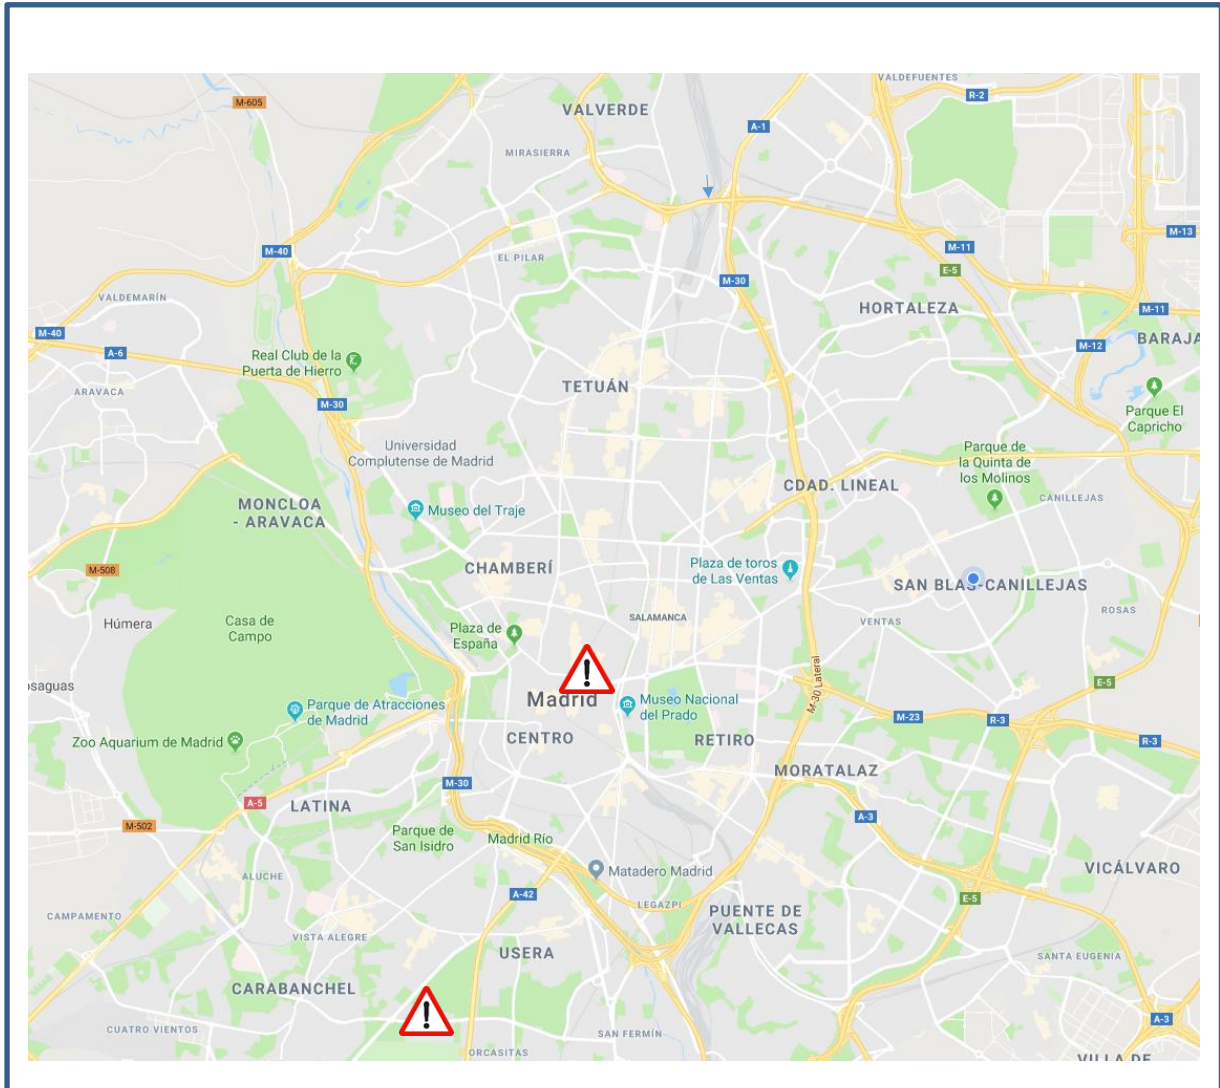 VALDEFUENTES
R-2
M-605
VALVERDE
A-1
MIRASIERRA
M-13
M-40
M-11
EL PILAR
E-5
M-30
VALDEMARÍN
HORTALEZA
M-11
M-40
BARAJA
A-6
M-12
Real Club de la
Puerta de Hierro
TETUÁN
ARAVACA
M-30
Parque El
Capricho
Universidad
Complutense de Madrid
Parque de
la Quinta de
los Molinos
CDAD. LINEAL
CANILLEJAS
MONCLOA
- ARAVACA
Museo del Traje
Plaza de toros
de Las Ventas
CHAMBERÍ
M-508
SAN BLAS-CANILLEJAS
ROSAS
Húmera
Casa de
Campo
SALAMANCA
VENTAS
Plaza de
España
!
osaguas
M-30 Lateral
E-5
Madrid
Museo Nacional
del Prado
Parque de Atracciones
de Madrid
M-23
R-3
Zoo Aquarium de Madrid
CENTRO
RETIRO
R-3
MORATALAZ
M-30
A-5
LATINA
A-3
M-502
Parque de
San Isidro
Madrid Río
Matadero Madrid
VICÁLVARO
ALUCHE
A-42
E-5
LEGAZPI
PUENTE DE
VALLECAS
CAMPAMENTO
VISTA ALEGRE
USERA
SANTA EUGENIA
CARABANCHEL
!
A-3
CUATRO VIENTOS
SAN FERMÍN
ORCASITAS
VILLA DE